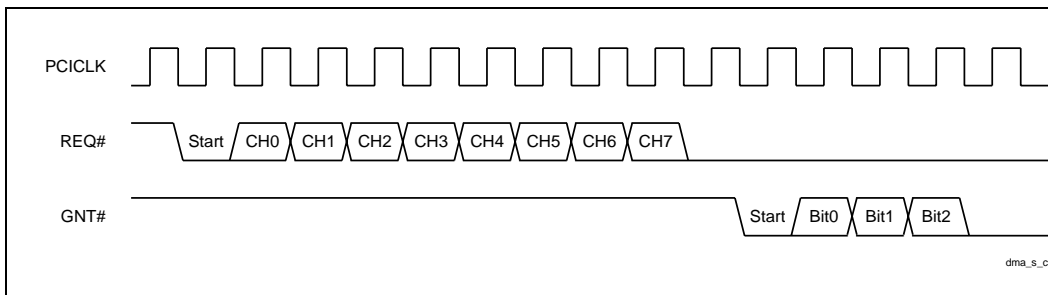 PCICLK
REQ# Start CH0 CH1 CH2 CH3 CH4 CH5 CH6 CH7
GNT# Start Bit0 Bit1 Bit2
dma_s_c